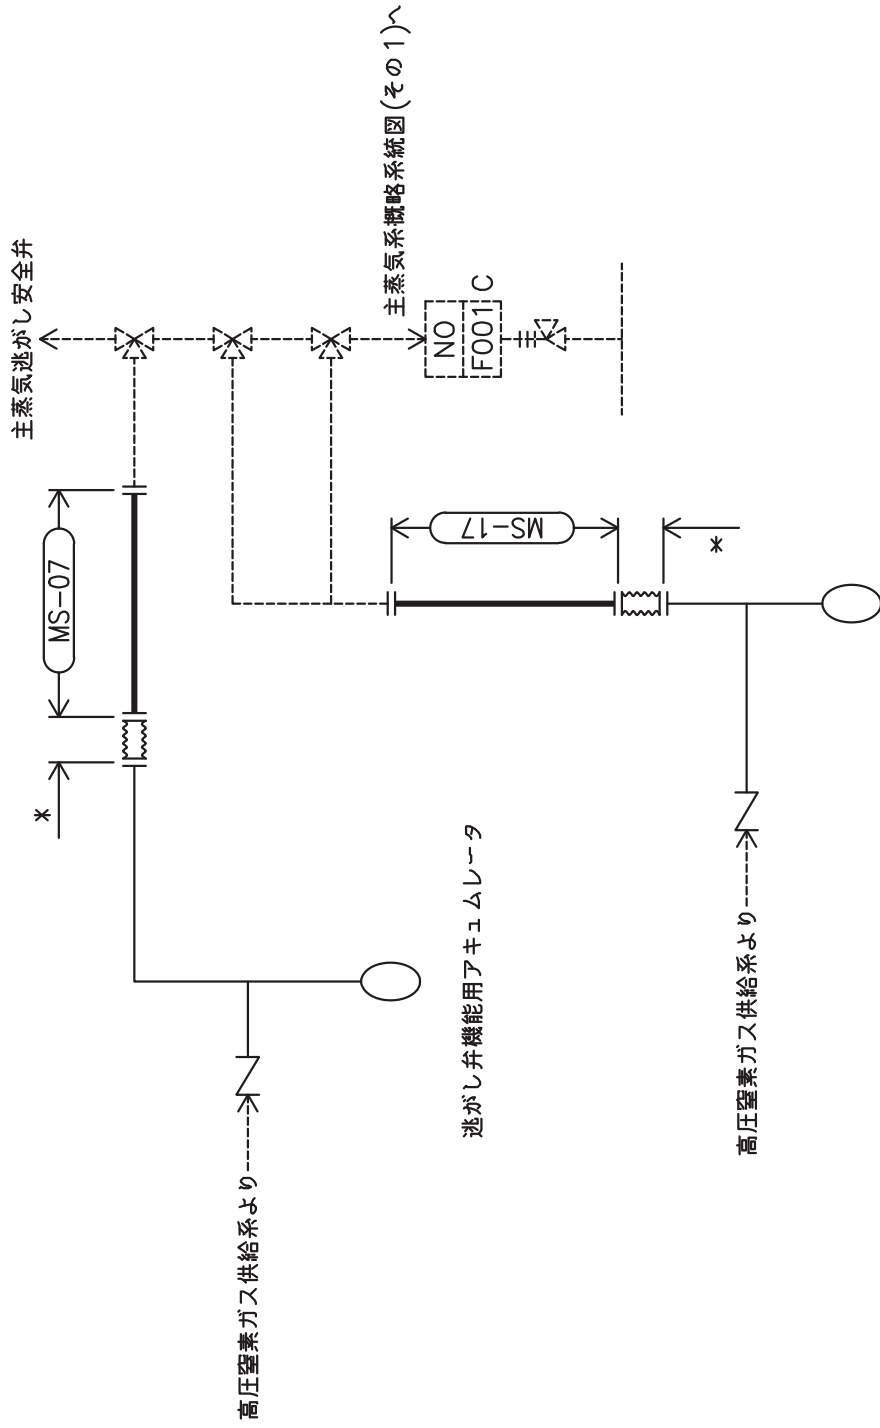 主蒸気逃がし安全弁
主蒸気系概略系統図(その1)へ
NO
F001 C
MS-07
*
MS-17
*
逃がし弁機能用アキュムレータ
高圧窒素ガス供給系より
高圧窒素ガス供給系より